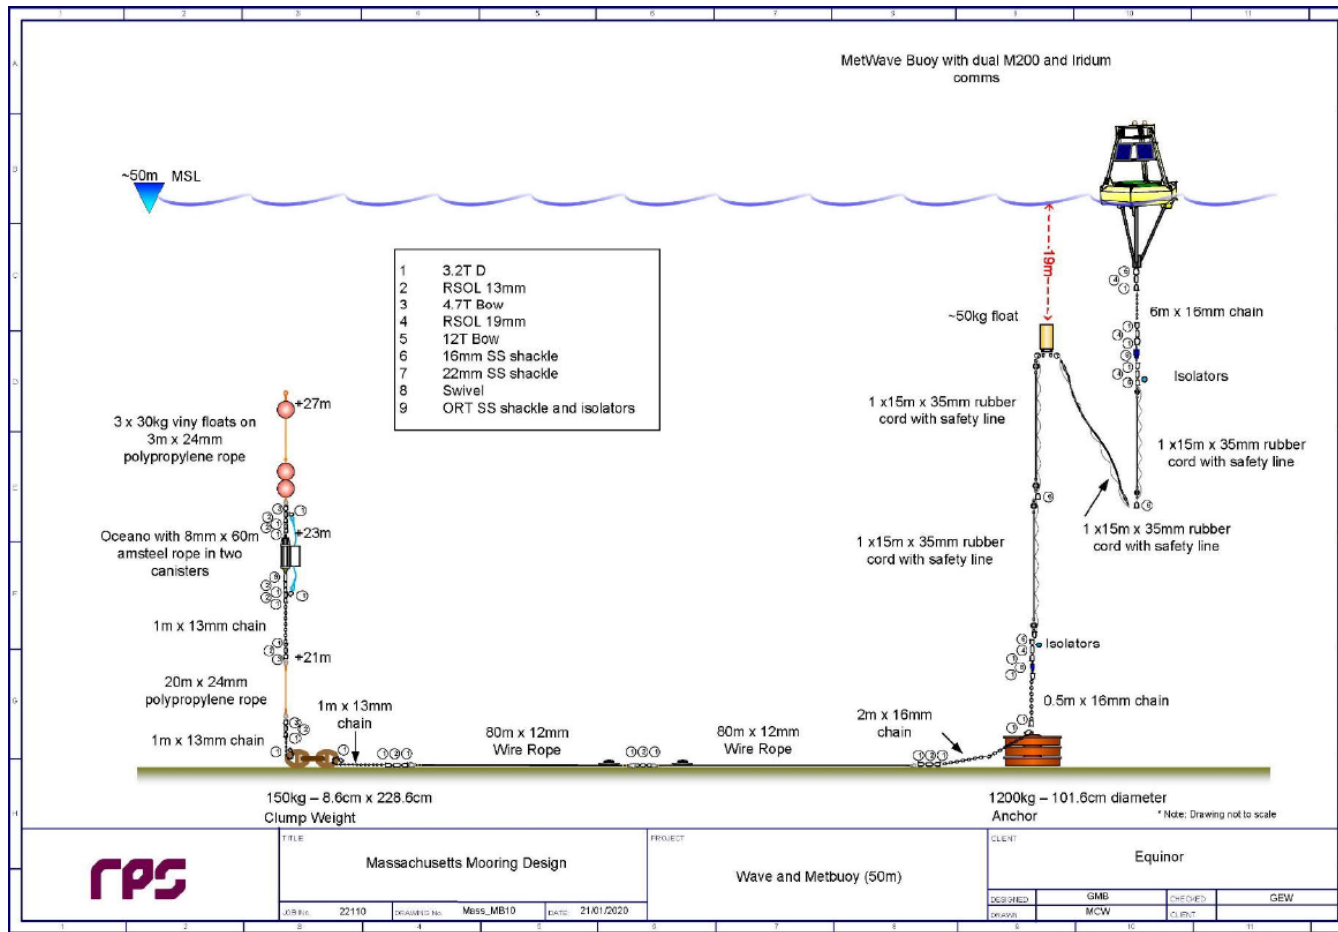 MetWave Buoy with dual M200 and Iridum
comms
~50m MSL
19m
1 3.2T D
2 RSOL 13mm
3 4.7T Bow
4 RSOL 19mm
5 12T Bow
6 16mm SS shackle
7 22mm SS shackle
8 Swivel
9 ORT SS shackle and isolators
~50kg float
6m x 16mm chain
Isolators
+27m
3 x 30kg viny floats on
3m x 24mm
polypropylene rope
1 x15m x 35mm rubber
cord with safety line
1 x15m x 35mm rubber
cord with safety line
1 x15m x 35mm rubber
cord with safety line
+23m
Oceano with 8mm x 60m
amsteel rope in two
canisters
1 x15m x 35mm rubber
cord with safety line
1m x 13mm chain
+21m
Isolators
20m x 24mm
polypropylene rope
1m x 13mm
chain
0.5m x 16mm chain
2m x 16mm
chain
1m x 13mm chain
80m x 12mm
Wire Rope
80m x 12mm
Wire Rope
150kg – 8.6cm x 228.6cm
Clump Weight
1200kg – 101.6cm diameter
Anchor
* Note: Drawing not to scale
rps
TITLE
Massachusetts Mooring Design
PROJECT
Wave and Metbuoy (50m)
CLIENT
Equinor
JOB No. 22110 DRAWING No. Mass_MB10 DATE: 21/01/2020
DESIGNED GMB CHECKED GEW
DRAWN MCW CLIENT